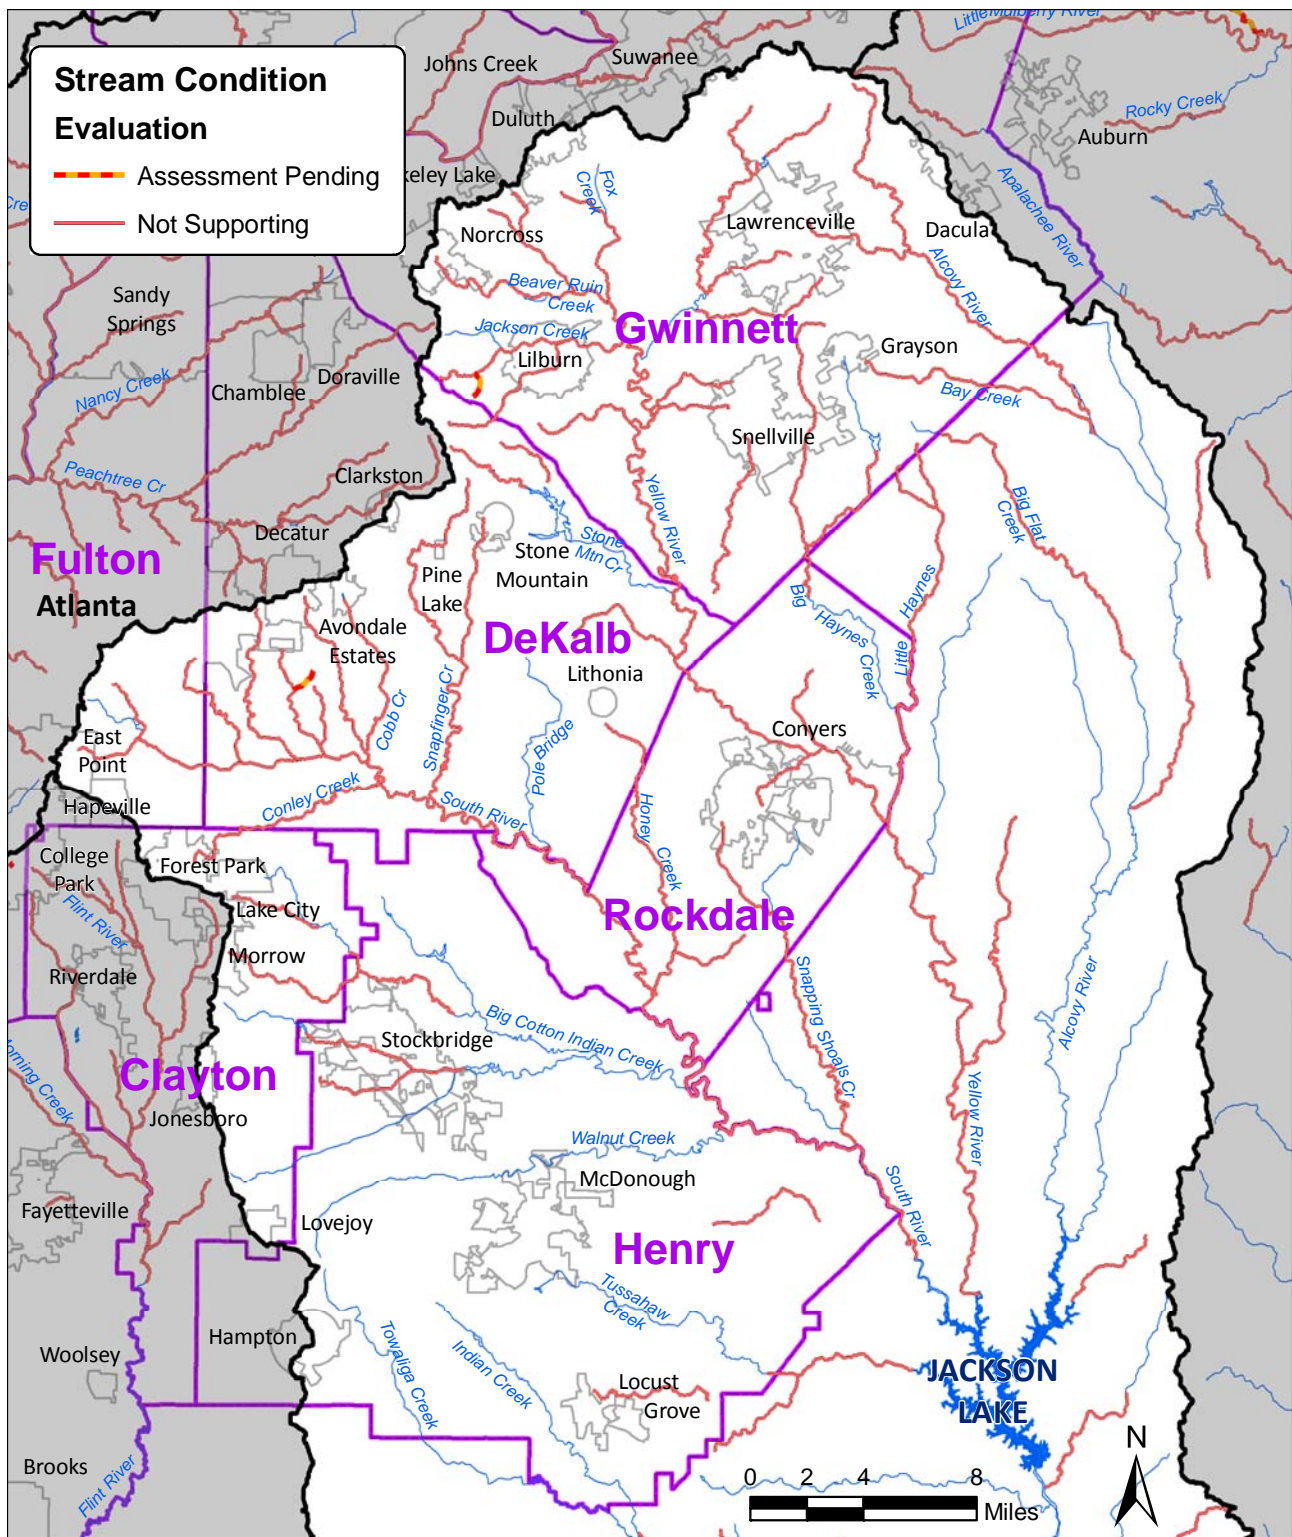 Little Mulberry River
Stream Condition
Evaluation
Assessment Pending
Not Supporting
Johns Creek
Suwanee
Duluth
keley Lake
Rocky Creek
Auburn
Apalachee River
Cre
Fox
Creek
Norcross
Lawrenceville
Dacula
Alcovy River
Beaver Ruin
Creek
Jackson Creek
Gwinnett
Sandy
Springs
Lilburn
Grayson
Nancy Creek
Chamblee
Doraville
Bay Creek
Snellville
Peachtree Cr
Clarkston
Yellow River
Big Flat
Creek
Decatur
Fulton
Atlanta
Stone
Mtn Cr
Stone
Mountain
Pine
Lake
Big
Haynes
Creek
Little
Haynes
Avondale
Estates
DeKalb
Lithonia
Cobb Cr
Snapfinger Cr
Pole Bridge
Conyers
East
Point
Hapeville
Conley Creek
South River
Honey
Creek
College
Park
Forest Park
Flint River
Lake City
Rockdale
Morrow
Riverdale
Snapping Shoals Cr
Alcovy River
Big Cotton Indian Creek
Stockbridge
Morning Creek
Clayton
Jonesboro
Yellow River
Walnut Creek
McDonough
South River
Fayetteville
Lovejoy
Henry
Tussahaw
Creek
Towaliga Creek
Indian Creek
Hampton
Woolsey
JACKSON
LAKE
Locust
Grove
Brooks
Flint River
N
0 2 4 8
Miles